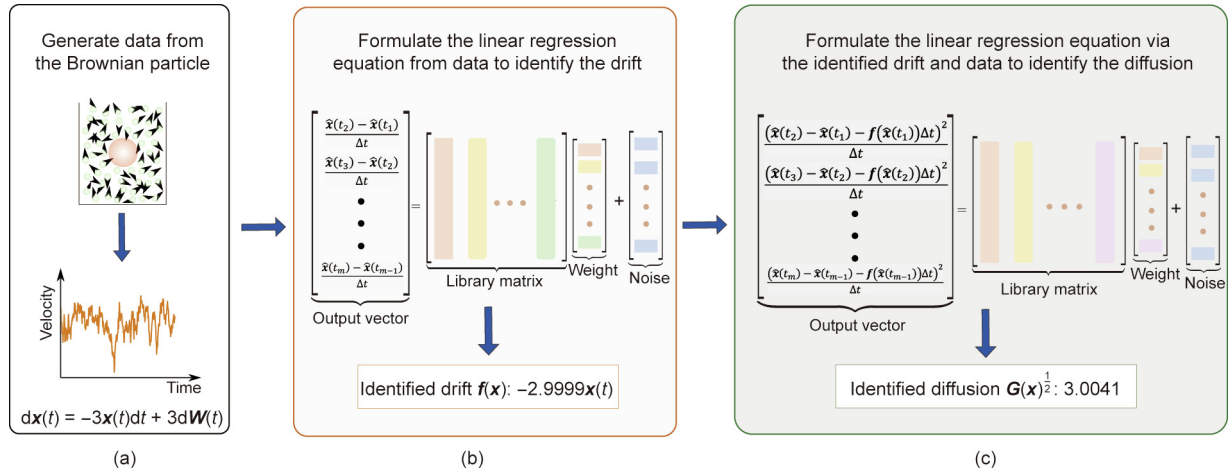 Generate data from
the Brownian particle
Velocity
Time
dx(t) = −3x(t)dt + 3dW(t)
(a)
Formulate the linear regression
equation from data to identify the drift
x̂(t₂) − x̂(t₁)
Δt
x̂(t₃) − x̂(t₂)
Δt
x̂(tₘ) − x̂(tₘ₋₁)
Δt
=
+
Output vector
Library matrix
Weight
Noise
Identified drift f(x): −2.9999x(t)
(b)
Formulate the linear regression equation via
the identified drift and data to identify the diffusion
(x̂(t₂) − x̂(t₁) − f(x̂(t₁))Δt)²
Δt
(x̂(t₃) − x̂(t₂) − f(x̂(t₂))Δt)²
Δt
(x̂(tₘ) − x̂(tₘ₋₁) − f(x̂(tₘ₋₁))Δt)²
Δt
=
+
Output vector
Library matrix
Weight
Noise
Identified diffusion G(x)^½: 3.0041
(c)